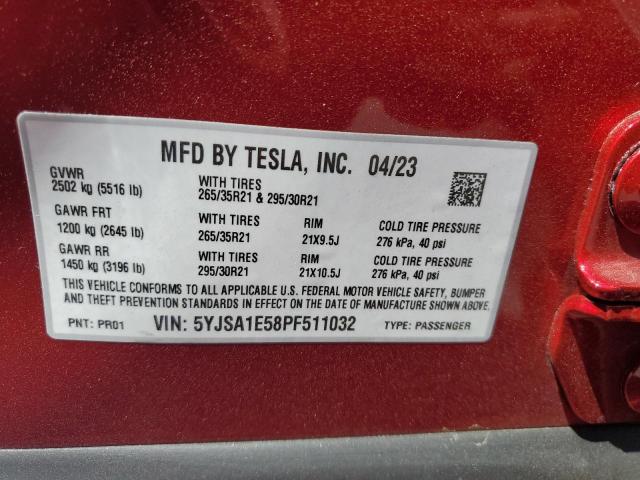 MFD BY TESLA, INC. 04/23
GVWR
2502 kg (5516 lb)
WITH TIRES
265/35R21 & 295/30R21
GAWR FRT
1200 kg (2645 lb)
WITH TIRES
265/35R21
RIM
21X9.5J
COLD TIRE PRESSURE
276 kPa, 40 psi
GAWR RR
1450 kg (3196 lb)
WITH TIRES
295/30R21
RIM
21X10.5J
COLD TIRE PRESSURE
276 kPa, 40 psi
THIS VEHICLE CONFORMS TO ALL APPLICABLE U.S. FEDERAL MOTOR VEHICLE SAFETY, BUMPER
AND THEFT PREVENTION STANDARDS IN EFFECT ON THE DATE OF MANUFACTURE SHOWN ABOVE.
PNT: PR01 VIN: 5YJSA1E58PF511032 TYPE: PASSENGER